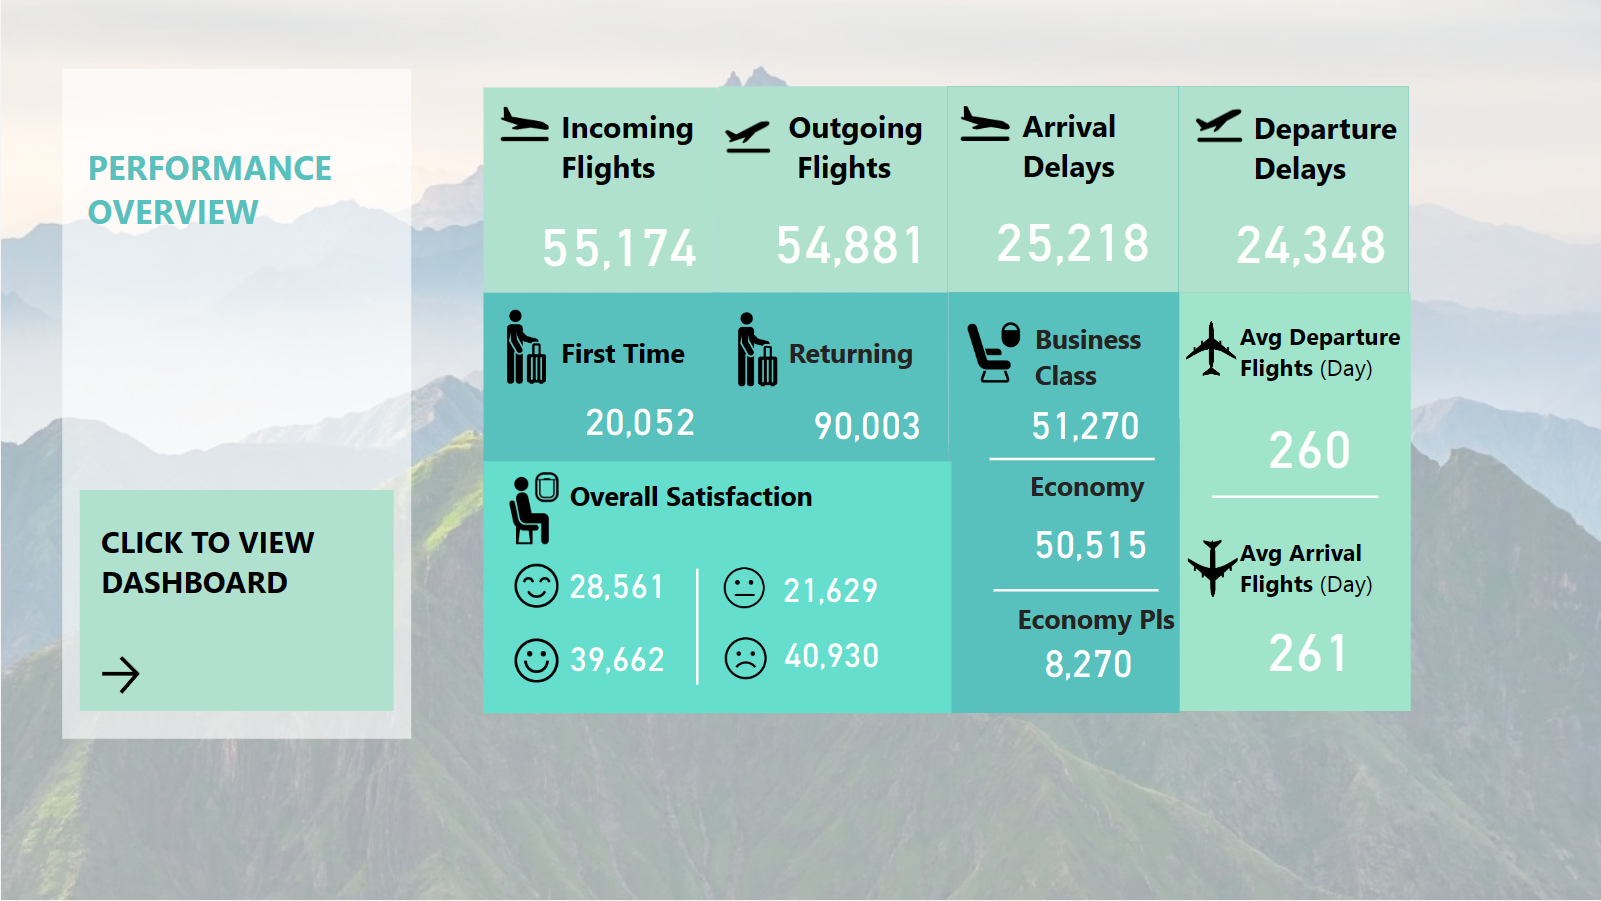 PERFORMANCE
OVERVIEW
CLICK TO VIEW
DASHBOARD
Incoming
Flights
55,174
Outgoing
Flights
54,881
Arrival
Delays
25,218
Departure
Delays
24,348
First Time
20,052
Returning
90,003
Business
Class
51,270
Economy
50,515
Economy Pls
8,270
Avg Departure
Flights (Day)
260
Avg Arrival
Flights (Day)
261
Overall Satisfaction
28,561
21,629
39,662
40,930